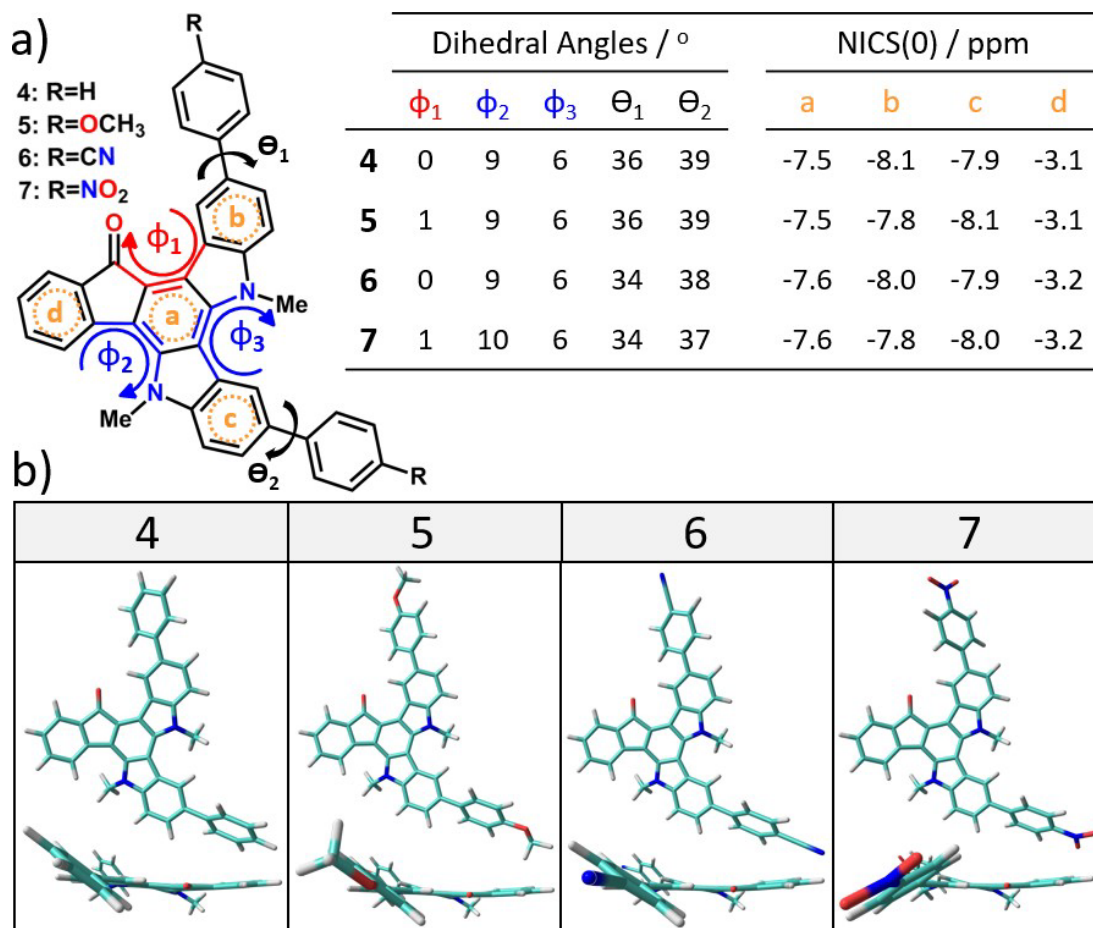 a)
R
4: R=H
5: R=OCH₃
6: R=CN
7: R=NO₂
Ө₁
O
ϕ₁
b
N
Me
d
a
ϕ₂
ϕ₃
N
Me
c
Ө₂
R
Dihedral Angles / º NICS(0) / ppm
ϕ₁ ϕ₂ ϕ₃ Ө₁ Ө₂ a b c d
4 0 9 6 36 39 -7.5 -8.1 -7.9 -3.1
5 1 9 6 36 39 -7.5 -7.8 -8.1 -3.1
6 0 9 6 34 38 -7.6 -8.0 -7.9 -3.2
7 1 10 6 34 37 -7.6 -7.8 -8.0 -3.2
b)
4 5 6 7